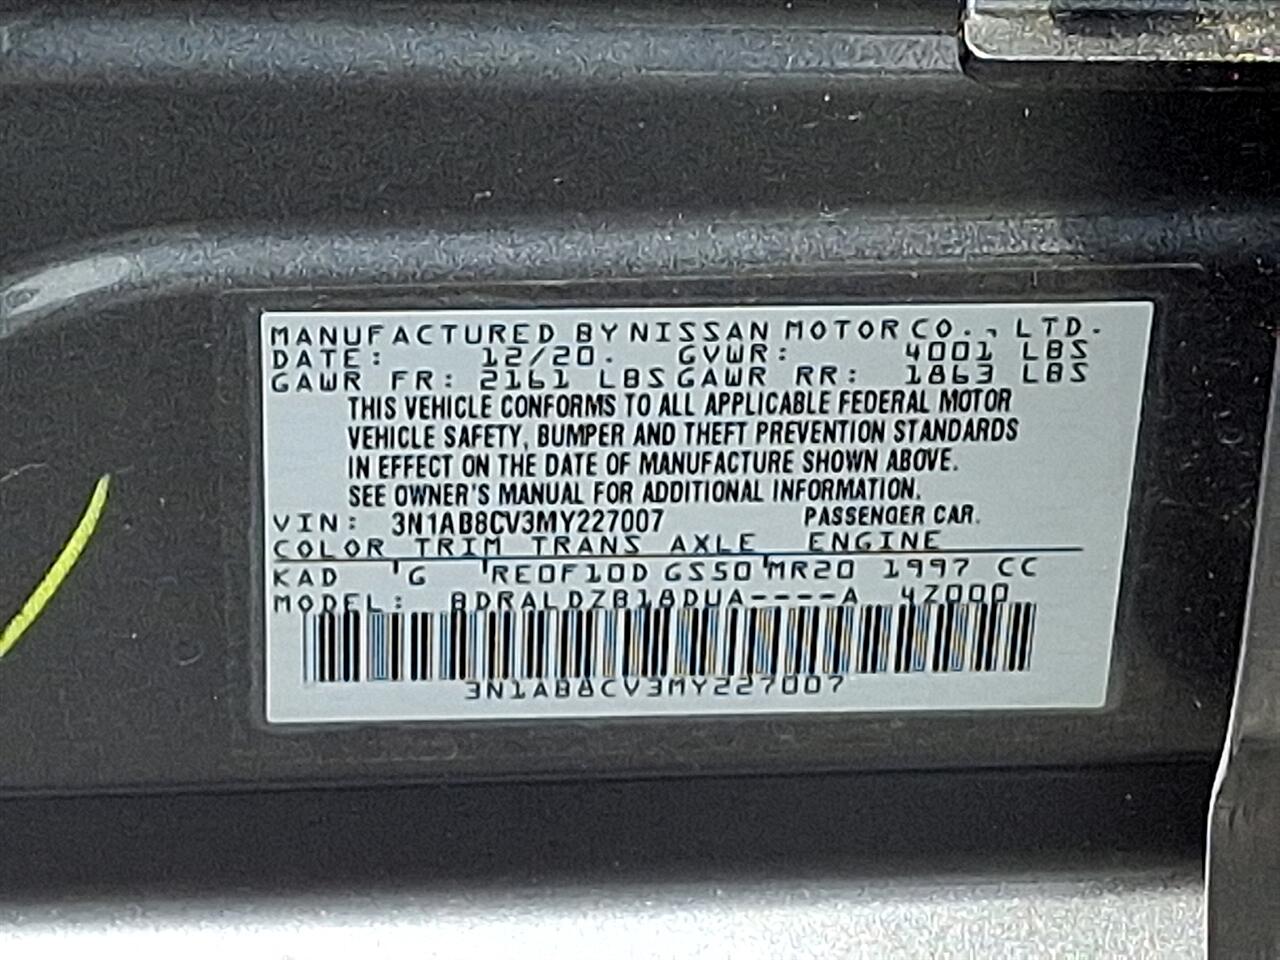 MANUFACTURED BY NISSAN MOTOR CO., LTD.
DATE: 12/20. GVWR: 4001 LBS
GAWR FR: 2161 LBS GAWR RR: 1863 LBS
THIS VEHICLE CONFORMS TO ALL APPLICABLE FEDERAL MOTOR
VEHICLE SAFETY, BUMPER AND THEFT PREVENTION STANDARDS
IN EFFECT ON THE DATE OF MANUFACTURE SHOWN ABOVE.
SEE OWNER'S MANUAL FOR ADDITIONAL INFORMATION.
VIN: 3N1AB8CV3MY227007 PASSENGER CAR.
COLOR TRIM TRANS AXLE ENGINE
KAD G RE0F10D GS50 MR20 1997 CC
MODEL: BDRALDZB18DUA----A 4Z000
3N1AB8CV3MY227007